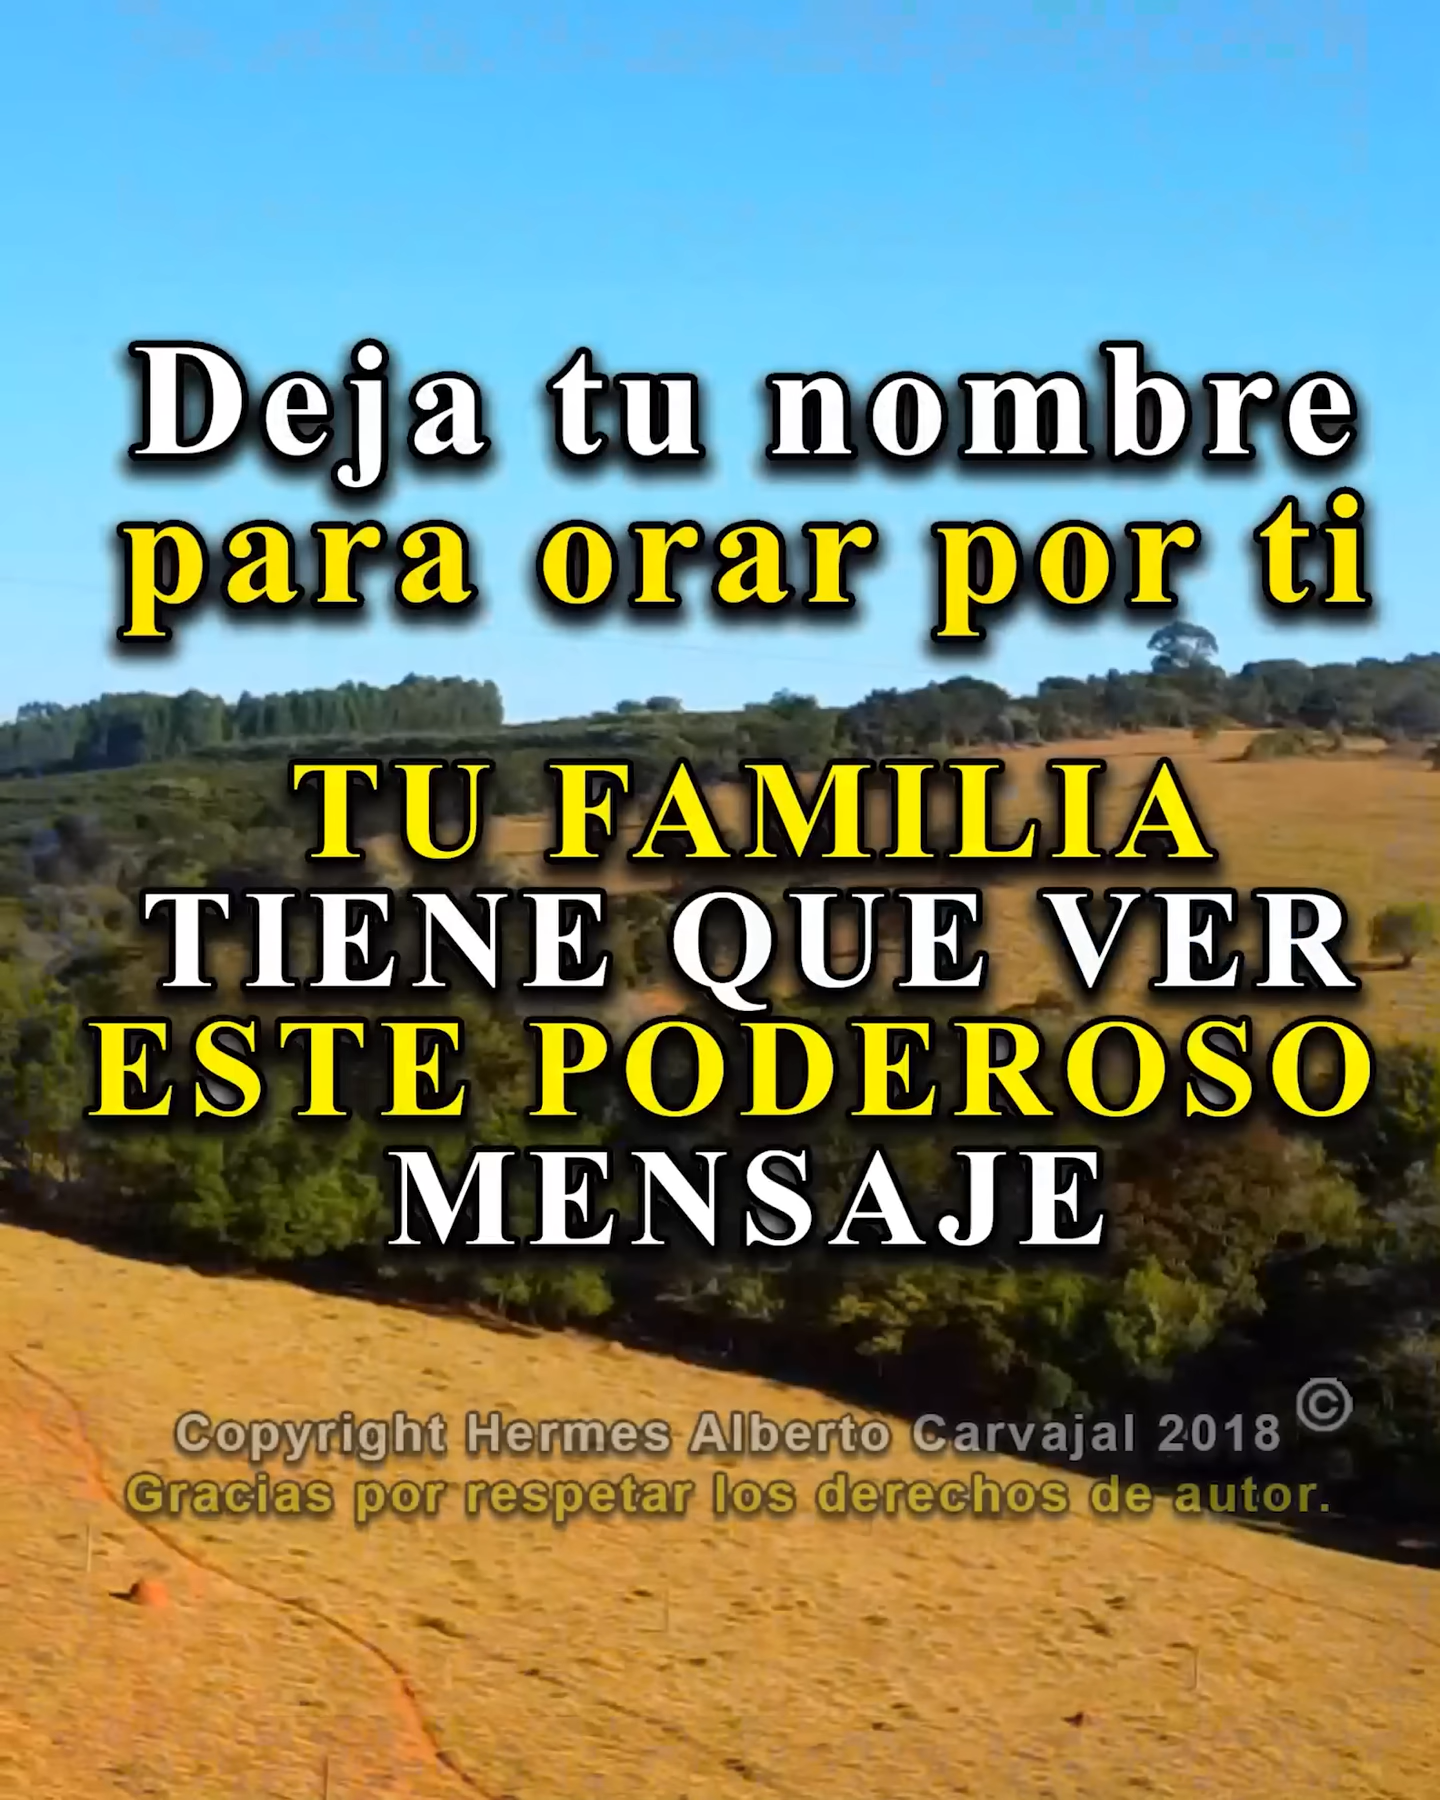 Deja tu nombre
para orar por ti
TU FAMILIA
TIENE QUE VER
ESTE PODEROSO
MENSAJE
Copyright Hermes Alberto Carvajal 2018 ©
Gracias por respetar los derechos de autor.